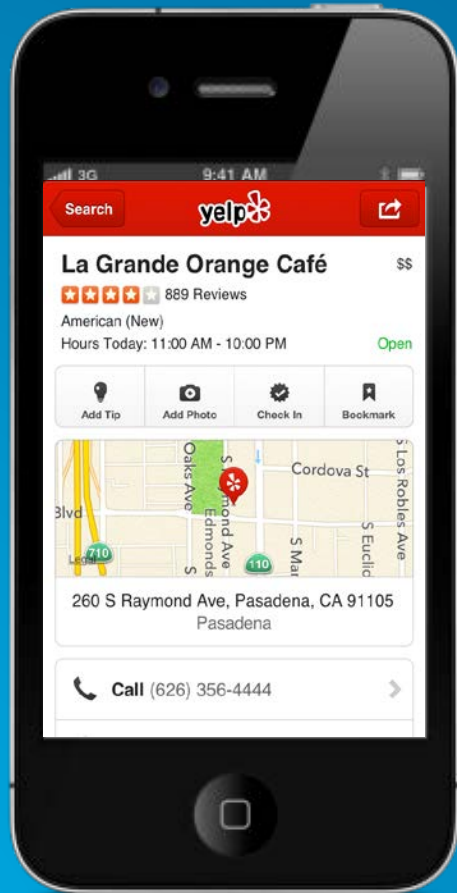 3G 9:41 AM
Search yelp
La Grande Orange Café $$
889 Reviews
American (New)
Hours Today: 11:00 AM - 10:00 PM Open
Add Tip Add Photo Check In Bookmark
Oaks Ave
Cordova St
S Los Robles Ave
Blvd
Edmonds
S Mar
S Euclid
Legal
710
110
260 S Raymond Ave, Pasadena, CA 91105
Pasadena
Call (626) 356-4444